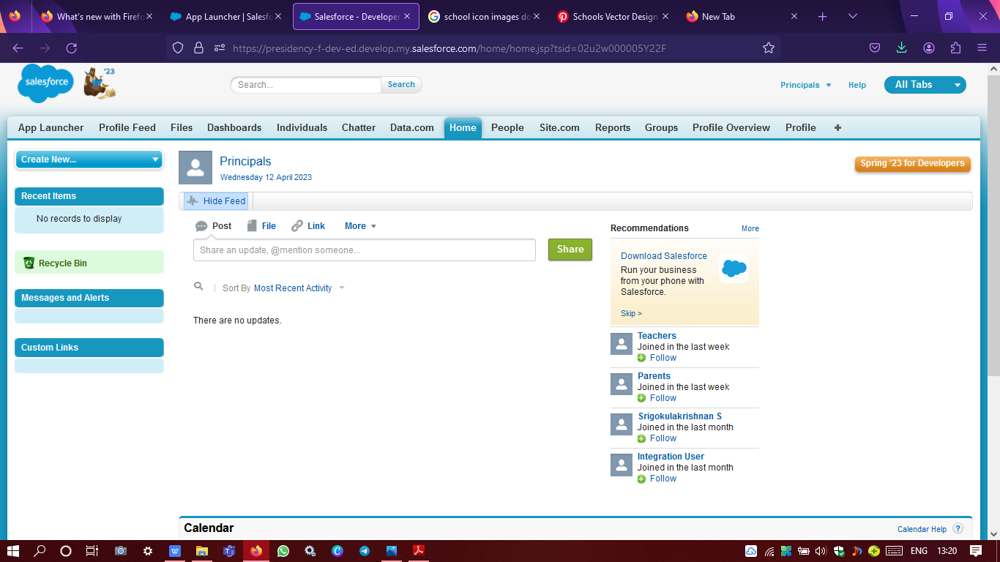 What's new with Firefo
App Launcher | Salesfo
Salesforce - Developer
school icon images do
Schools Vector Design
New Tab
https://presidency-f-dev-ed.develop.my.salesforce.com/home/home.jsp?tsid=02u2w000005Y22F
salesforce
'23
Search...
Search
Principals
Help
All Tabs
App Launcher
Profile Feed
Files
Dashboards
Individuals
Chatter
Data.com
Home
People
Site.com
Reports
Groups
Profile Overview
Profile
Create New...
Recent Items
No records to display
Recycle Bin
Messages and Alerts
Custom Links
Principals
Wednesday 12 April 2023
Spring '23 for Developers
Hide Feed
Post
File
Link
More
Share an update, @mention someone...
Share
Sort By Most Recent Activity
There are no updates.
Recommendations
More
Download Salesforce
Run your business
from your phone with
Salesforce.
Skip >
Teachers
Joined in the last week
Follow
Parents
Joined in the last week
Follow
Srigokulakrishnan S
Joined in the last month
Follow
Integration User
Joined in the last month
Follow
Calendar
Calendar Help ?
ENG
13:20